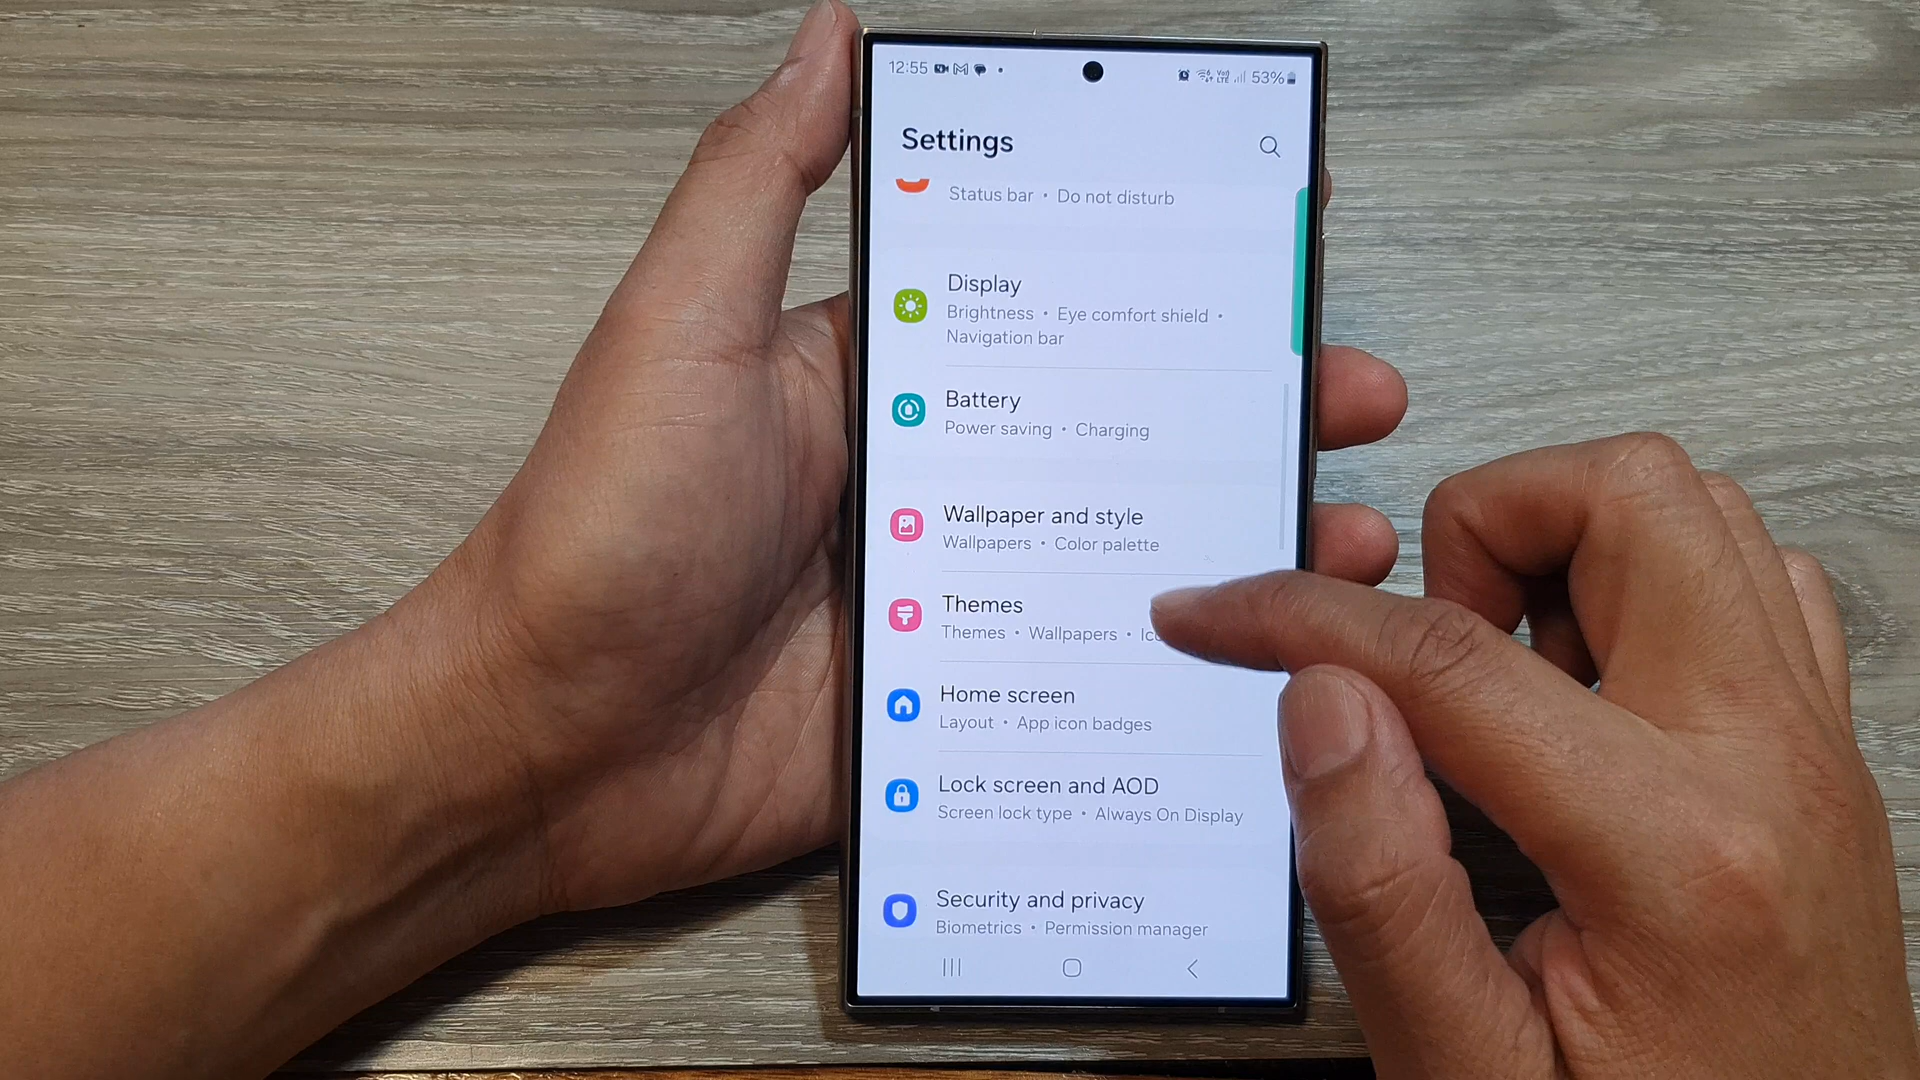 12:55
Vo))
LTE
53%
Settings
Status bar • Do not disturb
Display
Brightness • Eye comfort shield •
Navigation bar
Battery
Power saving • Charging
Wallpaper and style
Wallpapers • Color palette
Themes
Themes • Wallpapers •
Home screen
Layout • App icon badges
Lock screen and AOD
Screen lock type • Always On Display
Security and privacy
Biometrics • Permission manager